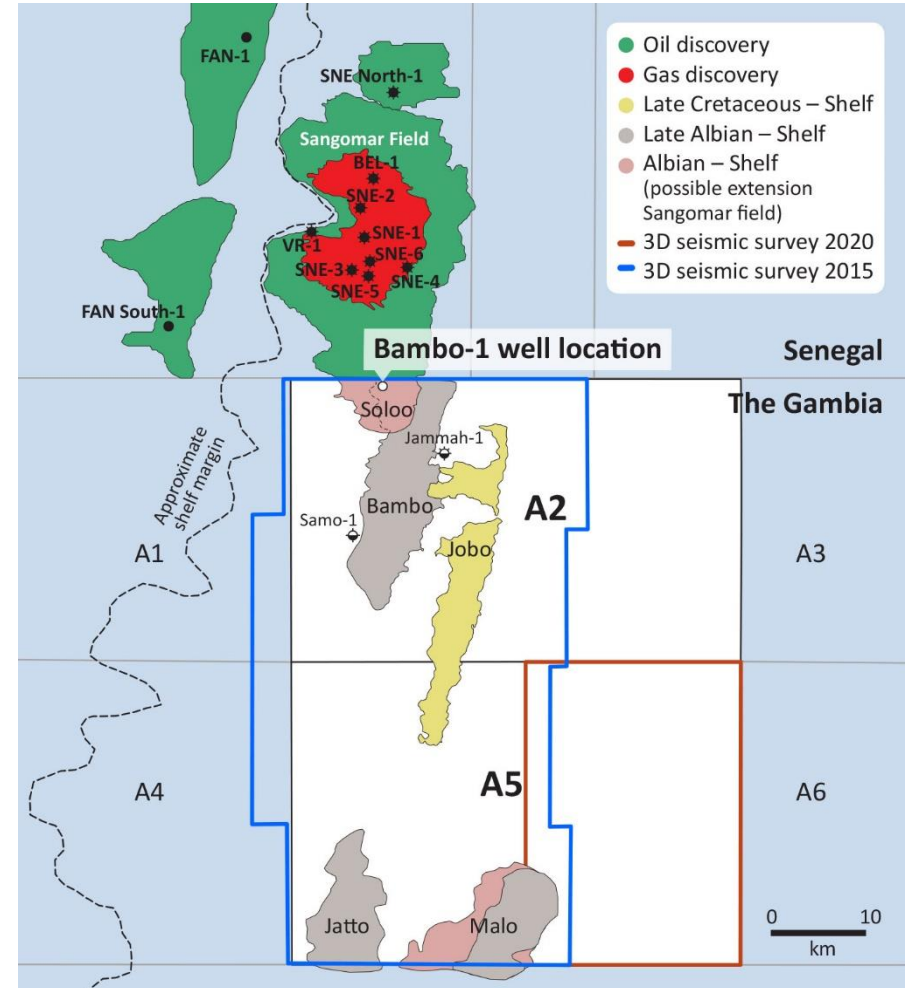 FAN-1
SNE North-1
Sangomar Field
BEL-1
SNE-2
SNE-1
VR-1
SNE-6
SNE-3
SNE-4
SNE-5
FAN South-1
Oil discovery
Gas discovery
Late Cretaceous – Shelf
Late Albian – Shelf
Albian – Shelf
(possible extension
Sangomar field)
3D seismic survey 2020
3D seismic survey 2015
Bambo-1 well location
Senegal
The Gambia
Soloo
Jammah-1
Approximate
shelf margin
Bambo
Samo-1
A2
Jobo
A1
A3
A5
A4
A6
Jatto
Malo
0 10
km